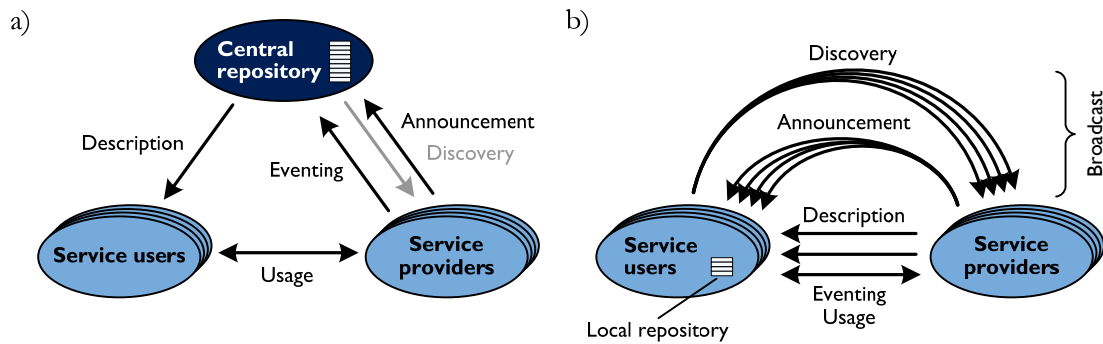 a)
Central
repository
Description
Announcement
Discovery
Eventing
Service users
Usage
Service
providers
b)
Discovery
Announcement
Broadcast
Description
Service
users
Service
providers
Eventing
Usage
Local repository